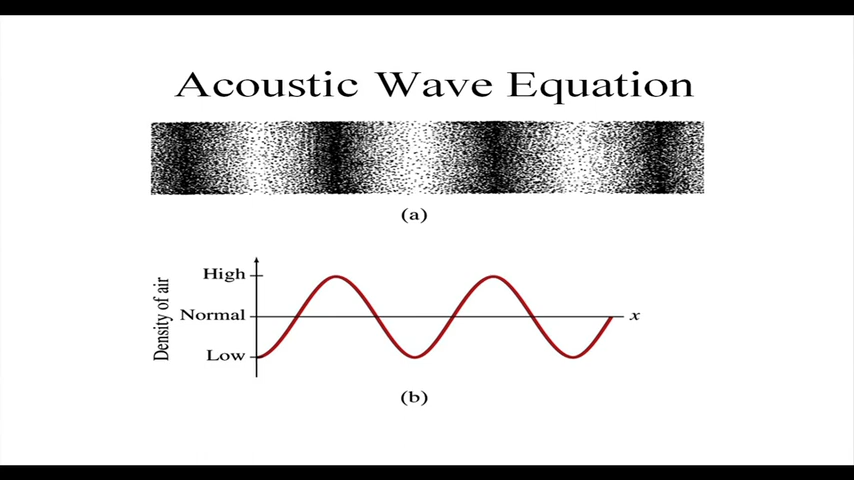 Acoustic Wave Equation
(a)
High
Normal
Low
Density of air
x
(b)